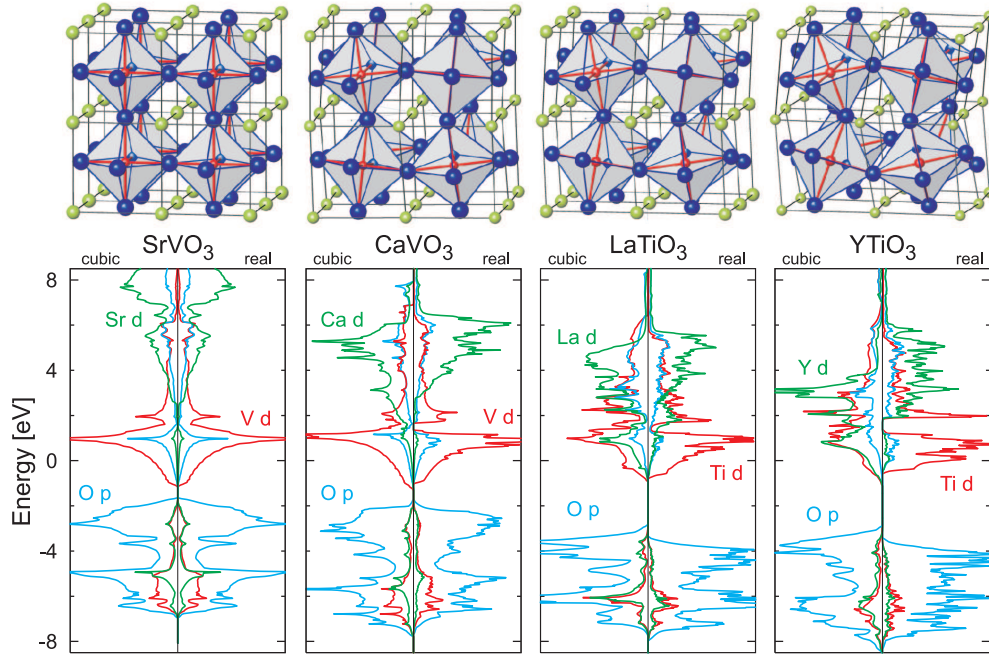 SrVO₃ CaVO₃ LaTiO₃ YTiO₃
cubic real cubic real cubic real cubic real
8
4
0
-4
-8
Energy [eV]
Sr d
V d
O p
Ca d
V d
O p
La d
Ti d
O p
Y d
Ti d
O p